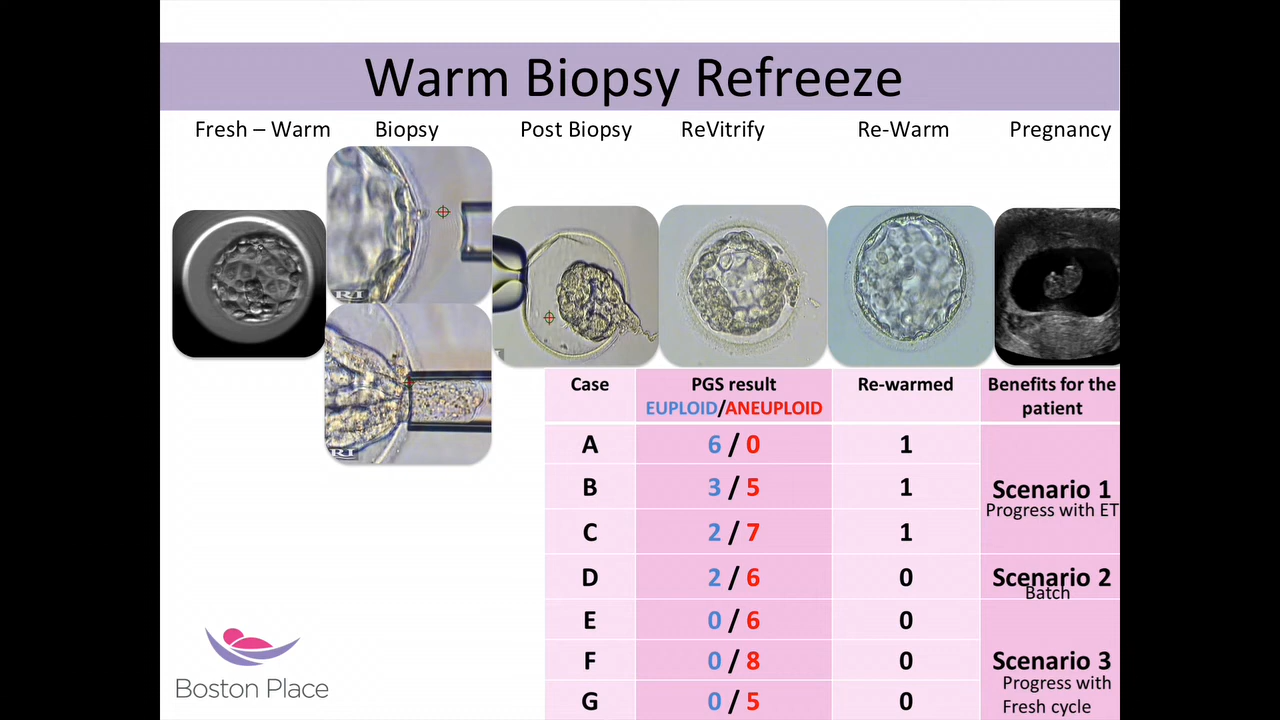 Warm Biopsy Refreeze
Fresh – Warm Biopsy Post Biopsy ReVitrify Re-Warm Pregnancy
RI
RI
Case PGS result Re-warmed Benefits for the
EUPLOID/ANEUPLOID patient
A 6 / 0 1
B 3 / 5 1 Scenario 1
Progress with ET
C 2 / 7 1
D 2 / 6 0 Scenario 2
Batch
E 0 / 6 0
F 0 / 8 0 Scenario 3
Progress with
G 0 / 5 0 Fresh cycle
Boston Place